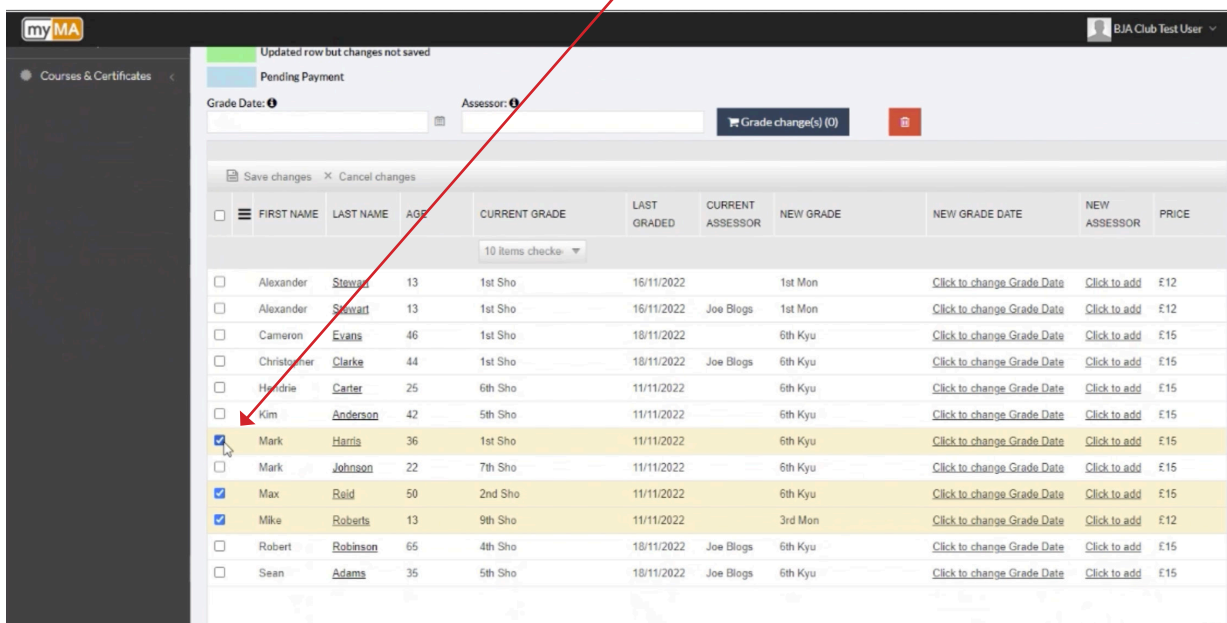 myMA
BJA Club Test User
Updated row but changes not saved
Courses & Certificates
Pending Payment
Grade Date:
Assessor:
Grade change(s) (0)
Save changes × Cancel changes
FIRST NAME LAST NAME AGE CURRENT GRADE LAST GRADED CURRENT ASSESSOR NEW GRADE NEW GRADE DATE NEW ASSESSOR PRICE
10 items checke
Alexander Stewart 13 1st Sho 16/11/2022 1st Mon Click to change Grade Date Click to add £12
Alexander Stewart 13 1st Sho 16/11/2022 Joe Blogs 1st Mon Click to change Grade Date Click to add £12
Cameron Evans 46 1st Sho 18/11/2022 6th Kyu Click to change Grade Date Click to add £15
Christopher Clarke 44 1st Sho 18/11/2022 Joe Blogs 6th Kyu Click to change Grade Date Click to add £15
Hendrie Carter 25 6th Sho 11/11/2022 6th Kyu Click to change Grade Date Click to add £15
Kim Anderson 42 5th Sho 11/11/2022 6th Kyu Click to change Grade Date Click to add £15
Mark Harris 36 1st Sho 11/11/2022 6th Kyu Click to change Grade Date Click to add £15
Mark Johnson 22 7th Sho 11/11/2022 6th Kyu Click to change Grade Date Click to add £15
Max Reid 50 2nd Sho 11/11/2022 6th Kyu Click to change Grade Date Click to add £15
Mike Roberts 13 9th Sho 11/11/2022 3rd Mon Click to change Grade Date Click to add £12
Robert Robinson 65 4th Sho 18/11/2022 Joe Blogs 6th Kyu Click to change Grade Date Click to add £15
Sean Adams 35 5th Sho 18/11/2022 Joe Blogs 6th Kyu Click to change Grade Date Click to add £15